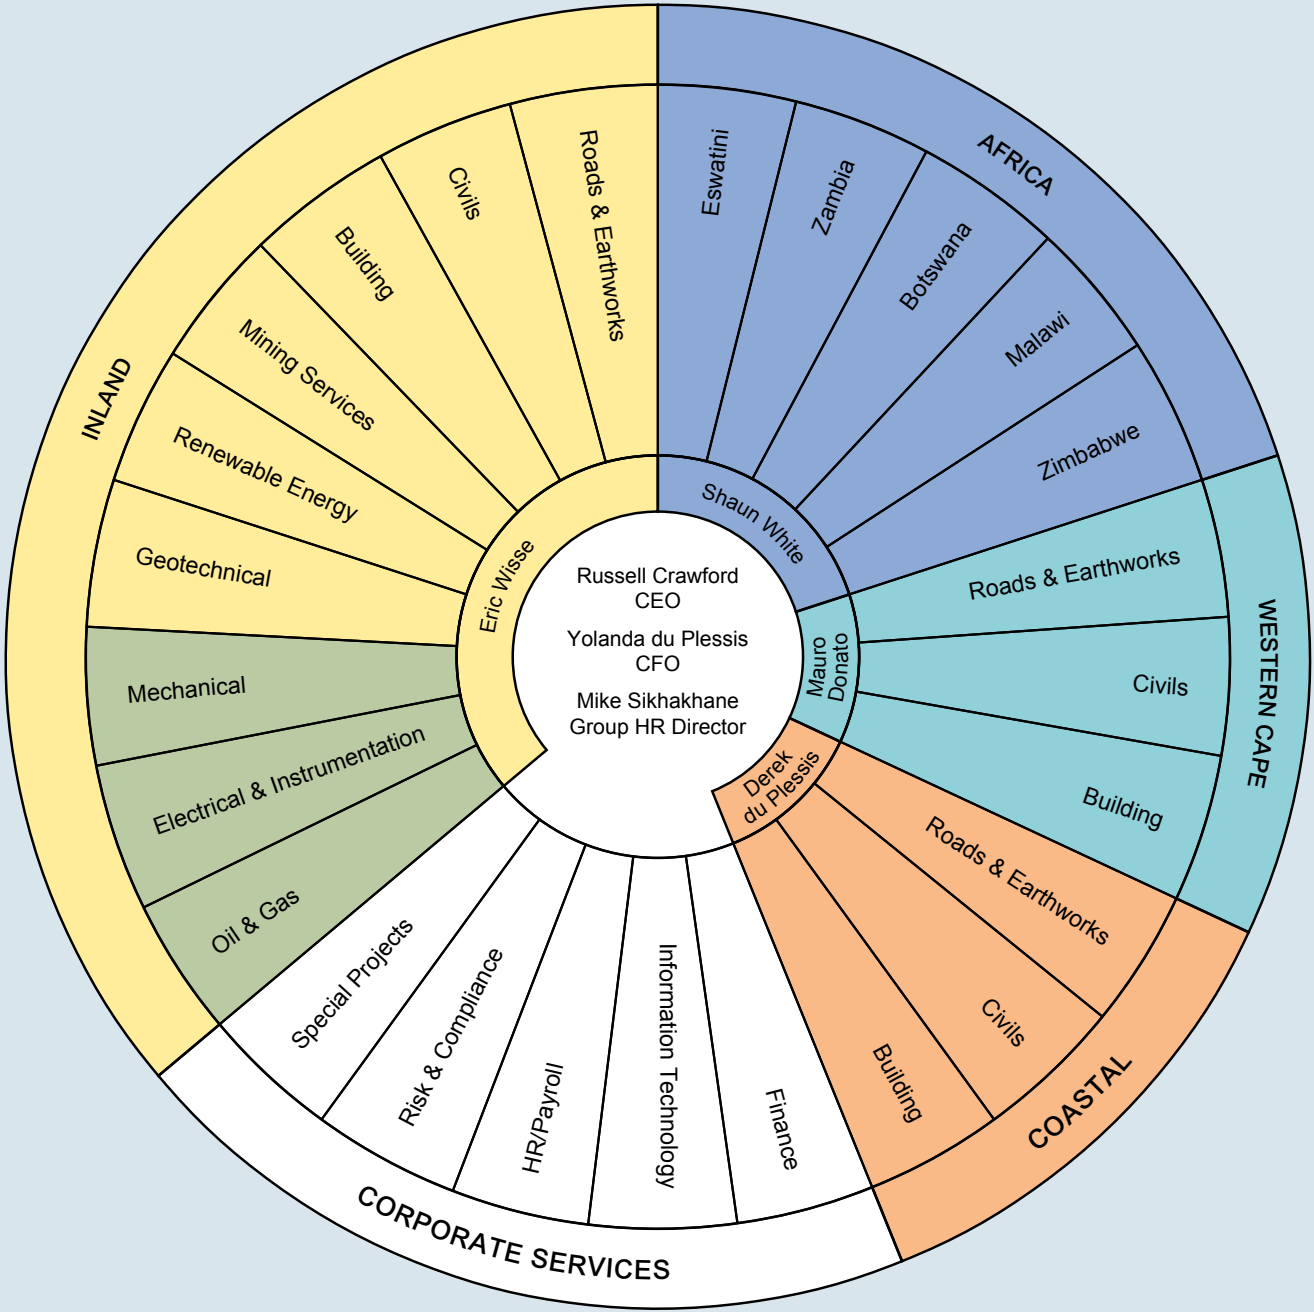 Russell Crawford
CEO
Yolanda du Plessis
CFO
Mike Sikhakhane
Group HR Director
AFRICA
Shaun White
Eswatini
Zambia
Botswana
Malawi
Zimbabwe
WESTERN CAPE
Mauro
Donato
Roads & Earthworks
Civils
Building
COASTAL
Derek
du Plessis
Roads & Earthworks
Civils
Building
CORPORATE SERVICES
Finance
Information Technology
HR/Payroll
Risk & Compliance
Special Projects
INLAND
Eric Wisse
Oil & Gas
Electrical & Instrumentation
Mechanical
Geotechnical
Renewable Energy
Mining Services
Building
Civils
Roads & Earthworks